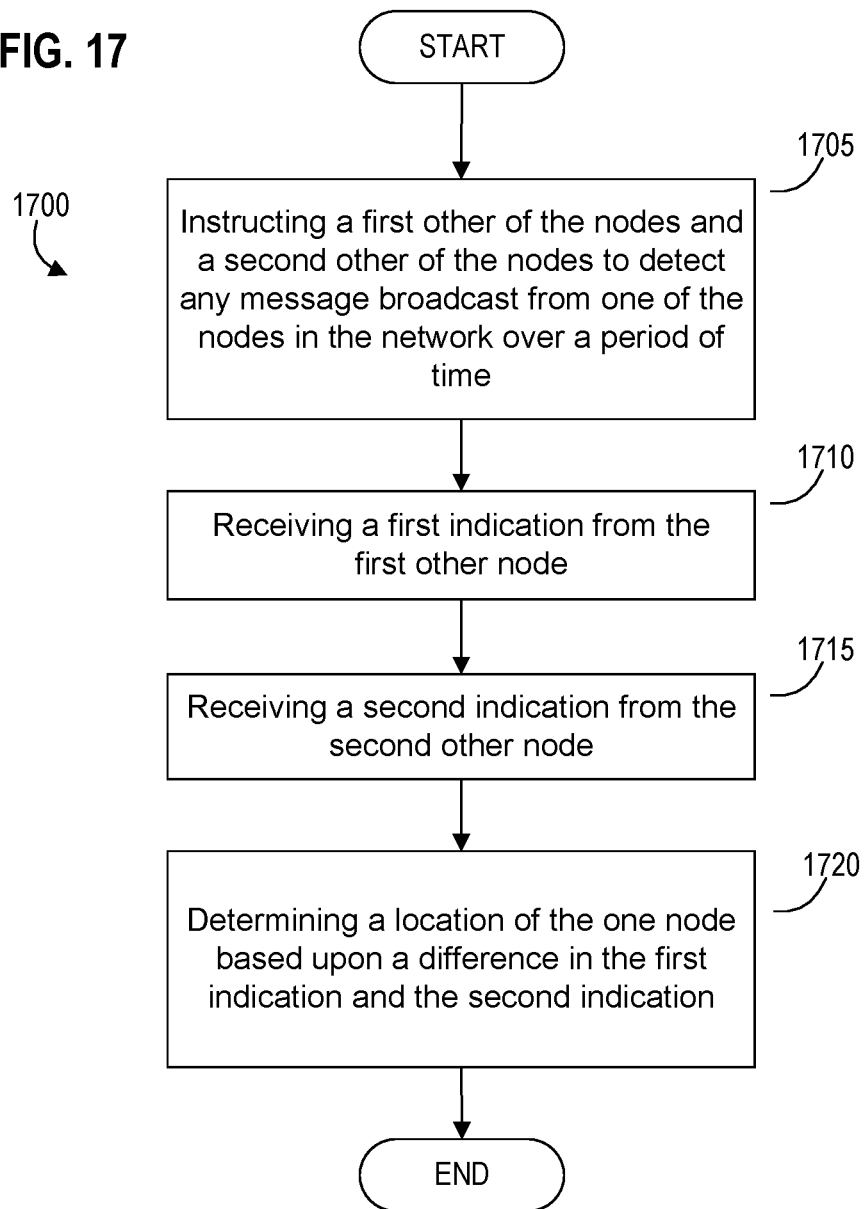 FIG. 17
START
1700
1705
Instructing a first other of the nodes and
a second other of the nodes to detect
any message broadcast from one of the
nodes in the network over a period of
time
1710
Receiving a first indication from the
first other node
1715
Receiving a second indication from the
second other node
1720
Determining a location of the one node
based upon a difference in the first
indication and the second indication
END